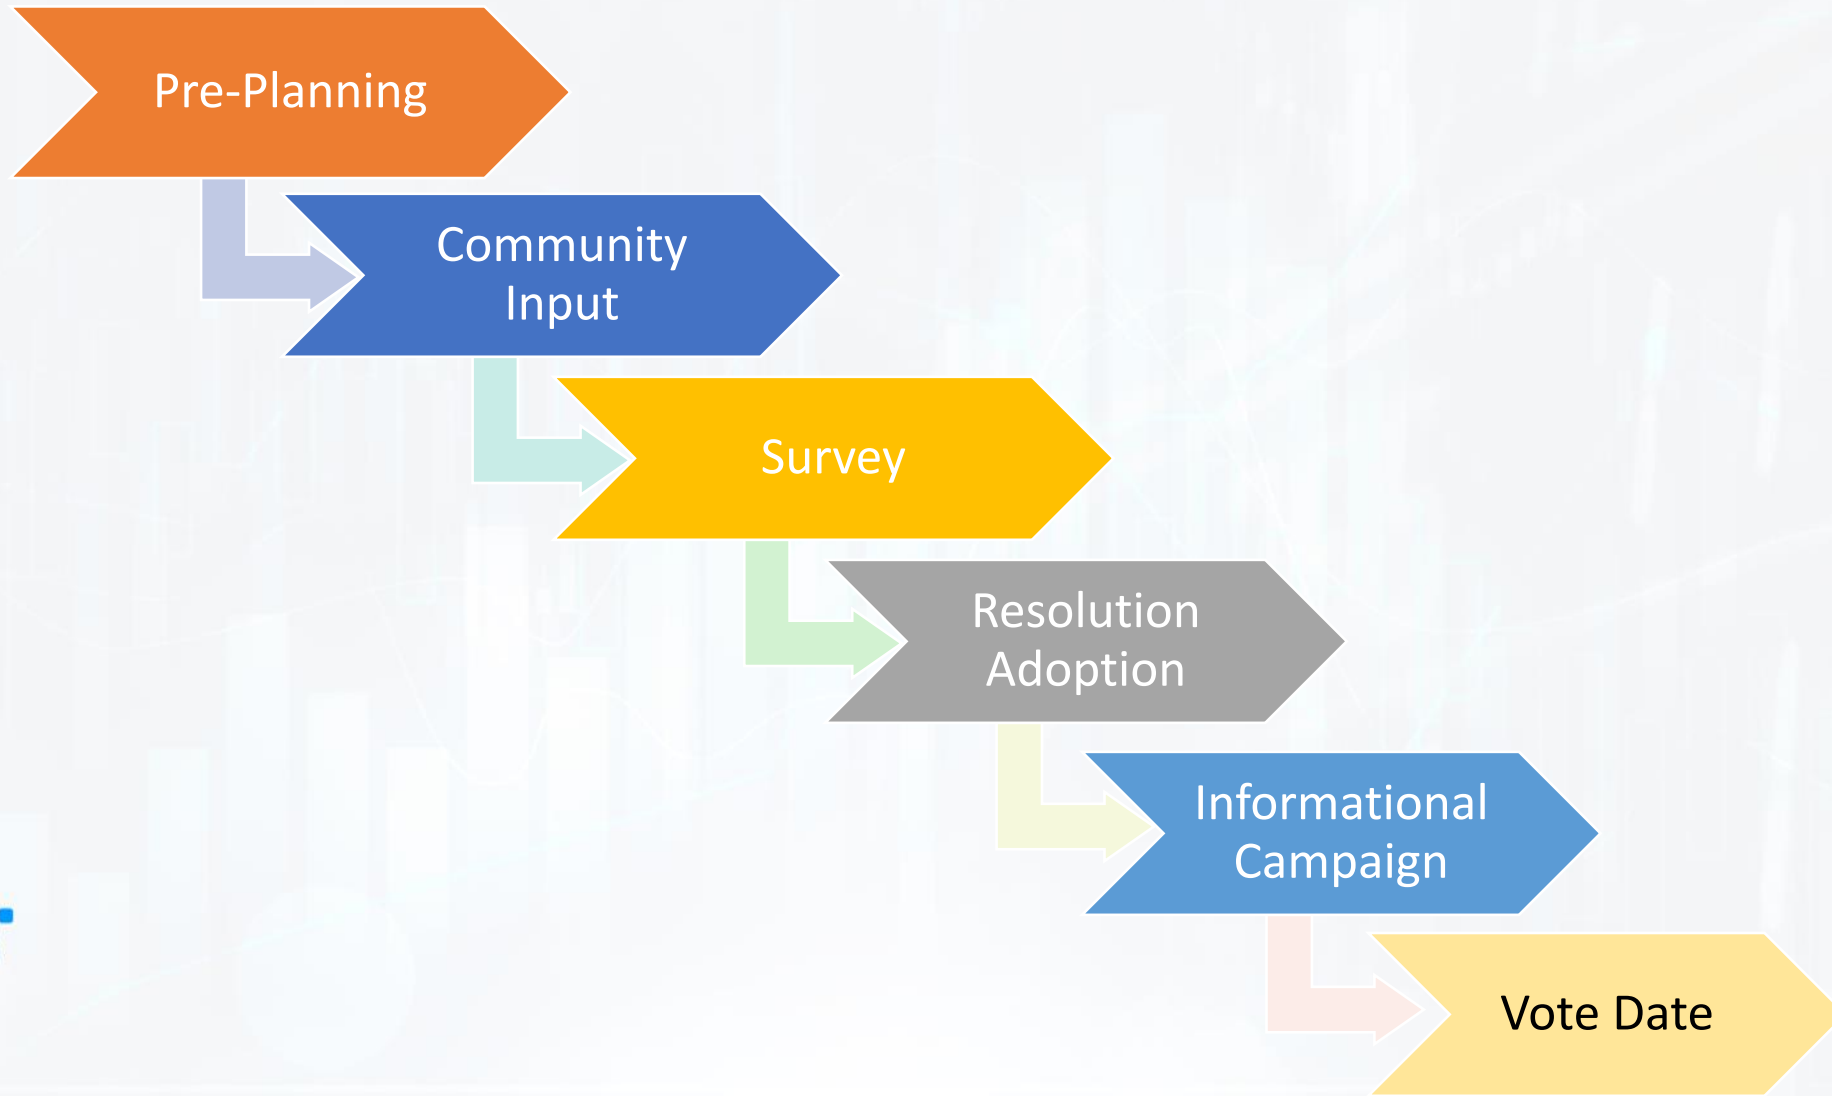 Pre-Planning
Community
Input
Survey
Resolution
Adoption
Informational
Campaign
Vote Date